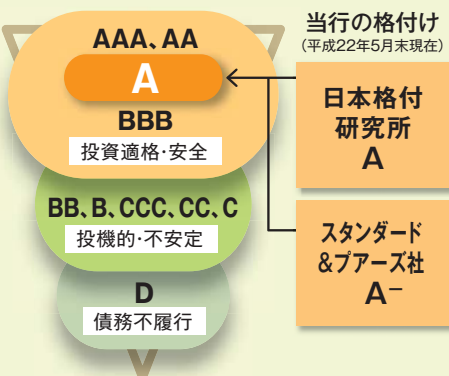 AAA、AA
A
BBB
投資適格・安全
BB、B、CCC、CC、C
投機的・不安定
D
債務不履行
当行の格付け
（平成22年5月末現在）
日本格付
研究所
A
スタンダード
&プアーズ社
A−